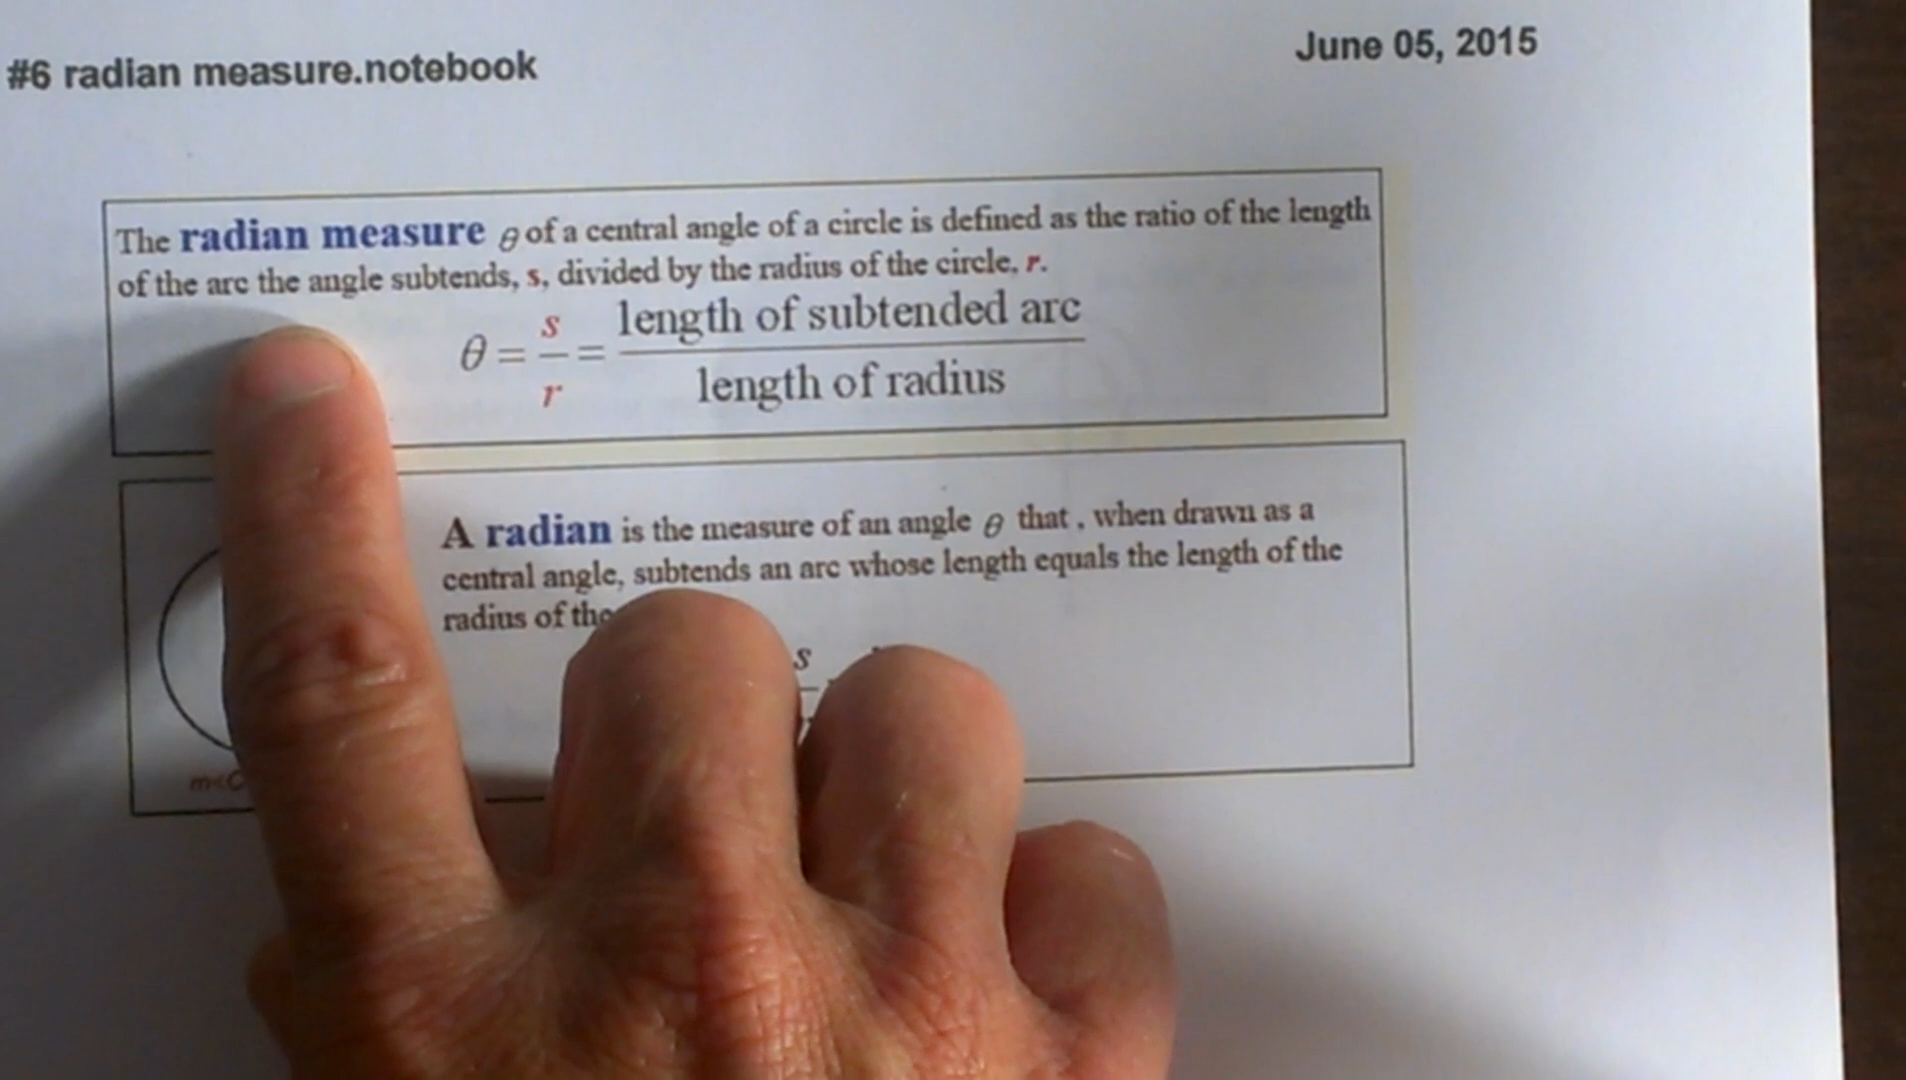 #6 radian measure.notebook
June 05, 2015
The radian measure θ of a central angle of a circle is defined as the ratio of the length
of the arc the angle subtends, s, divided by the radius of the circle, r.
θ = s/r = length of subtended arc / length of radius
A radian is the measure of an angle θ that , when drawn as a
central angle, subtends an arc whose length equals the length of the
radius of the
s
m<